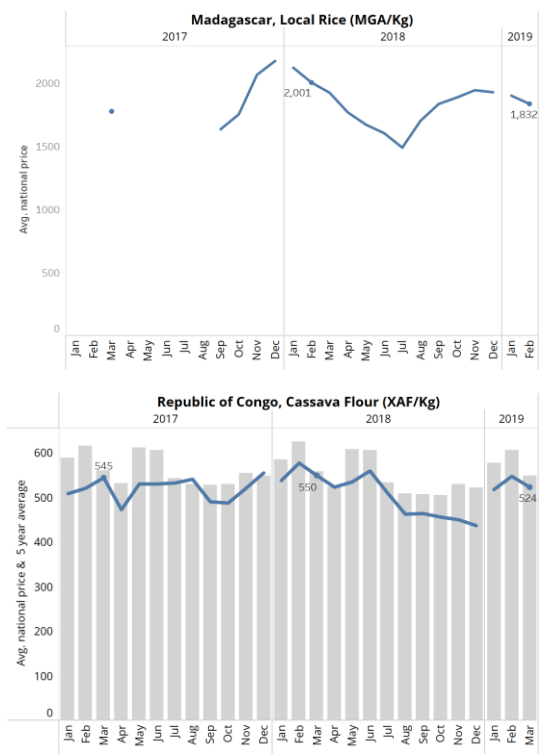 Madagascar, Local Rice (MGA/Kg)
2017 2018 2019
Avg. national price
2000
1500
1000
500
0
2,001
1,832
Jan Feb Mar Apr May Jun Jul Aug Sep Oct Nov Dec Jan Feb Mar Apr May Jun Jul Aug Sep Oct Nov Dec Jan Feb
Republic of Congo, Cassava Flour (XAF/Kg)
2017 2018 2019
Avg. national price & 5 year average
600
500
400
300
200
100
0
545
550
524
Jan Feb Mar Apr May Jun Jul Aug Sep Oct Nov Dec Jan Feb Mar Apr May Jun Jul Aug Sep Oct Nov Dec Jan Feb Mar